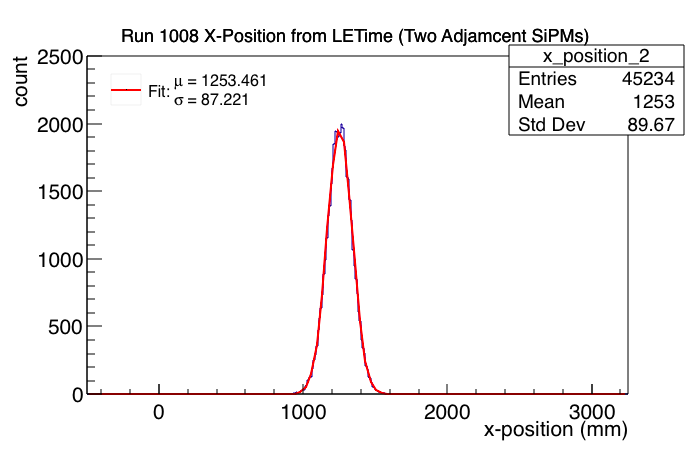 Run 1008 X-Position from LETime (Two Adjamcent SiPMs)
x_position_2
Entries 45234
Mean 1253
Std Dev 89.67
count
Fit: μ = 1253.461
σ = 87.221
2500
2000
1500
1000
500
0
0 1000 2000 3000
x-position (mm)